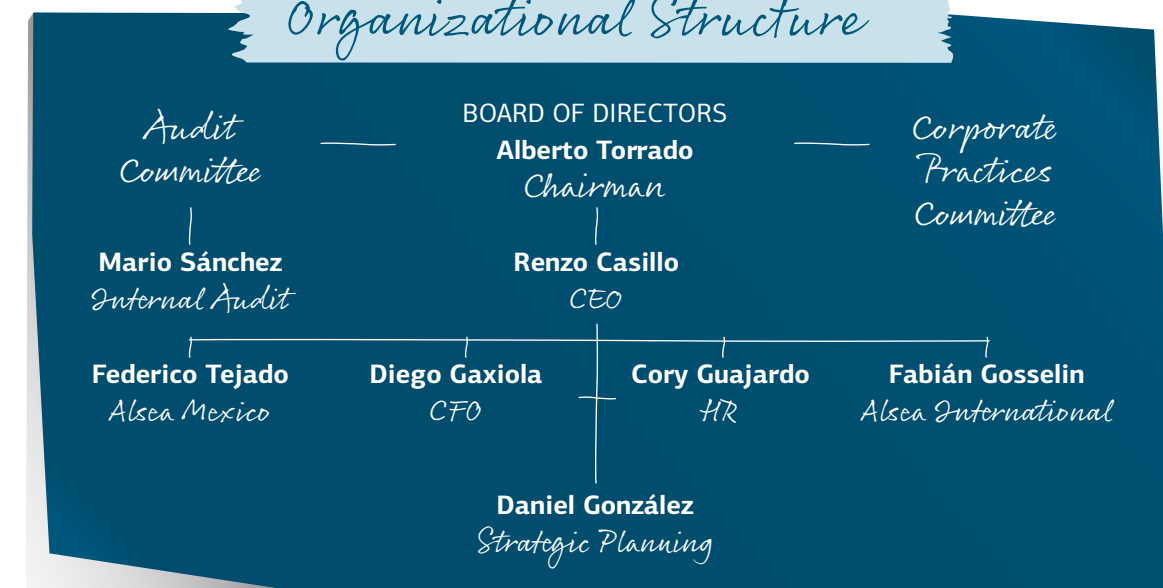 Organizational Structure
BOARD OF DIRECTORS
Alberto Torrado
Chairman
Audit
Committee
Corporate
Practices
Committee
Mario Sánchez
Internal Audit
Renzo Casillo
CEO
Federico Tejado
Alsea Mexico
Diego Gaxiola
CFO
Cory Guajardo
HR
Fabián Gosselin
Alsea International
Daniel González
Strategic Planning